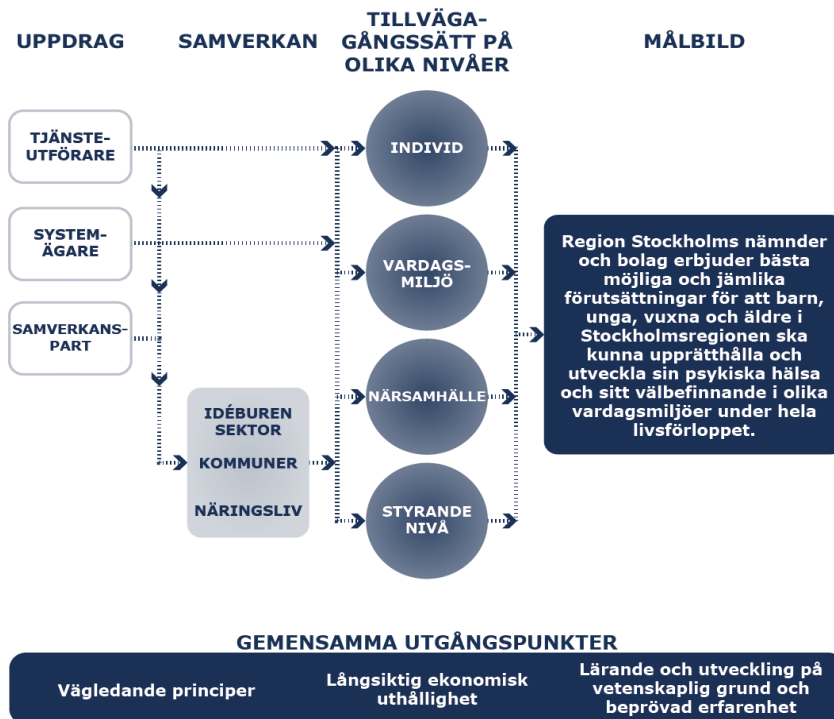 UPPDRAG
SAMVERKAN
TILLVÄGA-
GÅNGSSÄTT PÅ
OLIKA NIVÅER
MÅLBILD
TJÄNSTE-
UTFÖRARE
SYSTEM-
ÄGARE
SAMVERKANS-
PART
IDÉBUREN
SEKTOR
KOMMUNER
NÄRINGSLIV
INDIVID
VARDAGS-
MILJÖ
NÄRSAMHÄLLE
STYRANDE
NIVÅ
Region Stockholms nämnder
och bolag erbjuder bästa
möjliga och jämlika
förutsättningar för att barn,
unga, vuxna och äldre i
Stockholmsregionen ska
kunna upprätthålla och
utveckla sin psykiska hälsa
och sitt välbefinnande i olika
vardagsmiljöer under hela
livsförloppet.
GEMENSAMMA UTGÅNGSPUNKTER
Vägledande principer
Långsiktig ekonomisk
uthållighet
Lärande och utveckling på
vetenskaplig grund och
beprövad erfarenhet